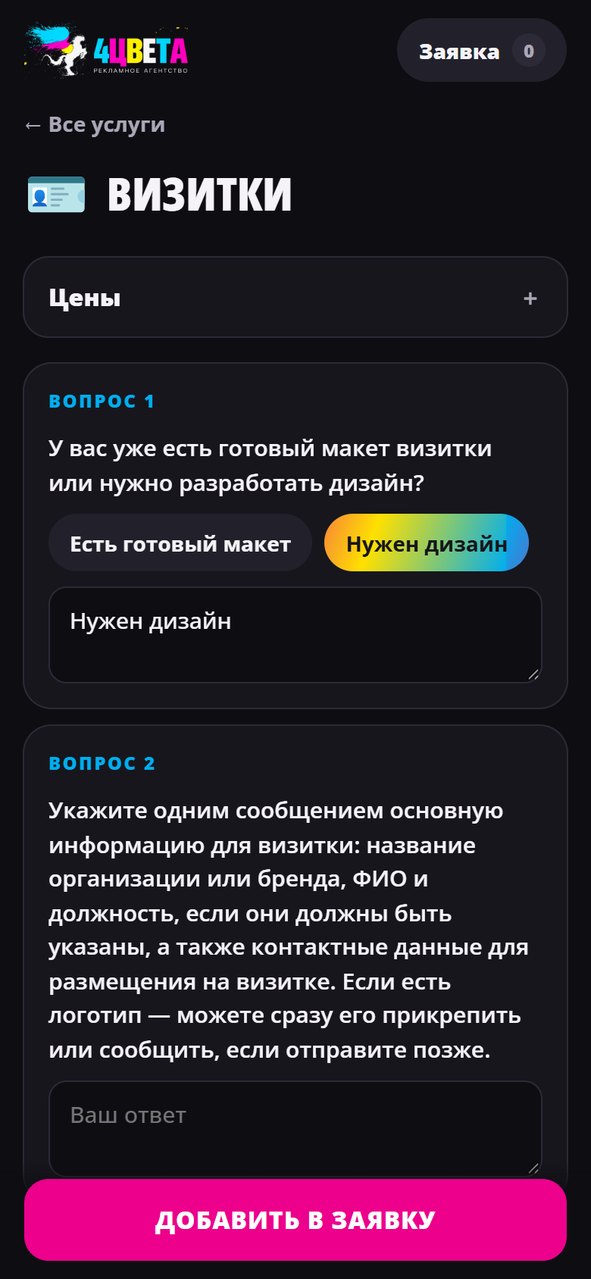 4ЦВЕТА
РЕКЛАМНОЕ АГЕНТСТВО
Заявка 0
← Все услуги
ВИЗИТКИ
Цены +
ВОПРОС 1
У вас уже есть готовый макет визитки
или нужно разработать дизайн?
Есть готовый макет Нужен дизайн
Нужен дизайн
ВОПРОС 2
Укажите одним сообщением основную
информацию для визитки: название
организации или бренда, ФИО и
должность, если они должны быть
указаны, а также контактные данные для
размещения на визитке. Если есть
логотип — можете сразу его прикрепить
или сообщить, если отправите позже.
Ваш ответ
ДОБАВИТЬ В ЗАЯВКУ